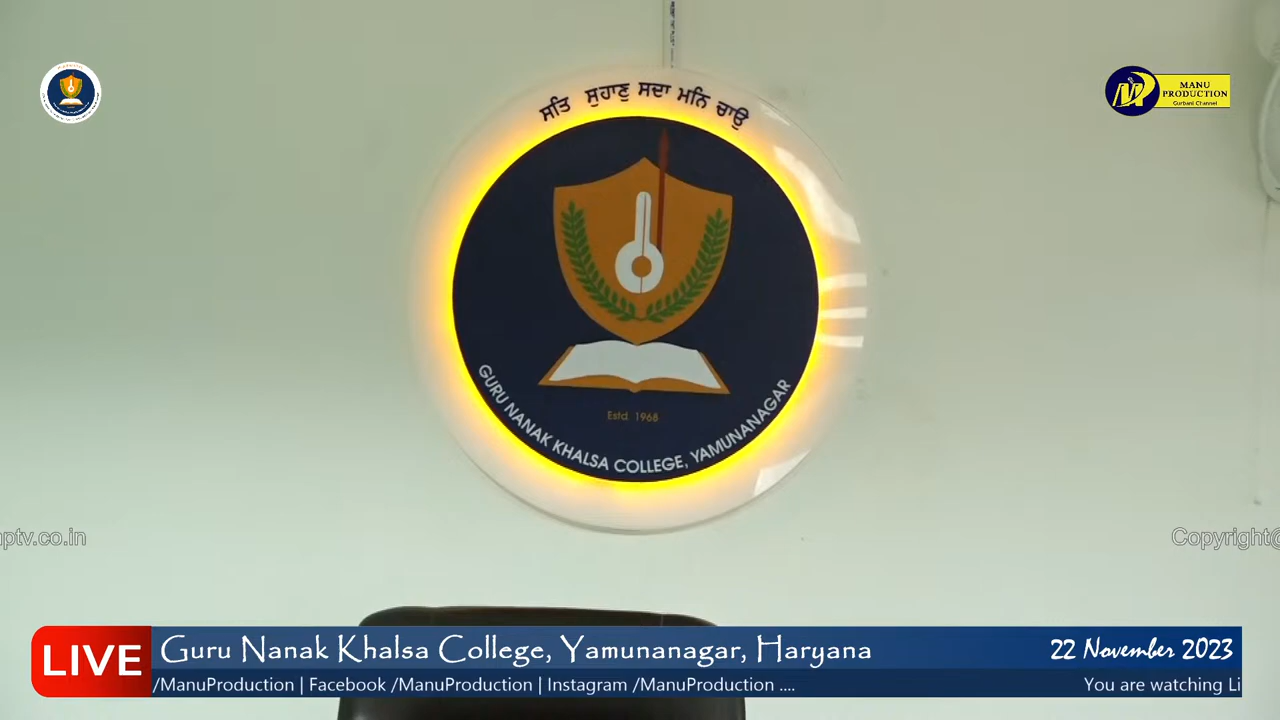 ਸਤਿ ਸੁਹਾਣੁ ਸਦਾ ਮਨਿ ਚਾਉ
MANU
PRODUCTION
Gurbani Channel
Estd. 1968
GURU NANAK KHALSA COLLEGE, YAMUNANAGAR
ptv.co.in
Copyright@
LIVE
Guru Nanak Khalsa College, Yamunanagar, Haryana
22 November 2023
/ManuProduction | Facebook /ManuProduction | Instagram /ManuProduction ....
You are watching Li